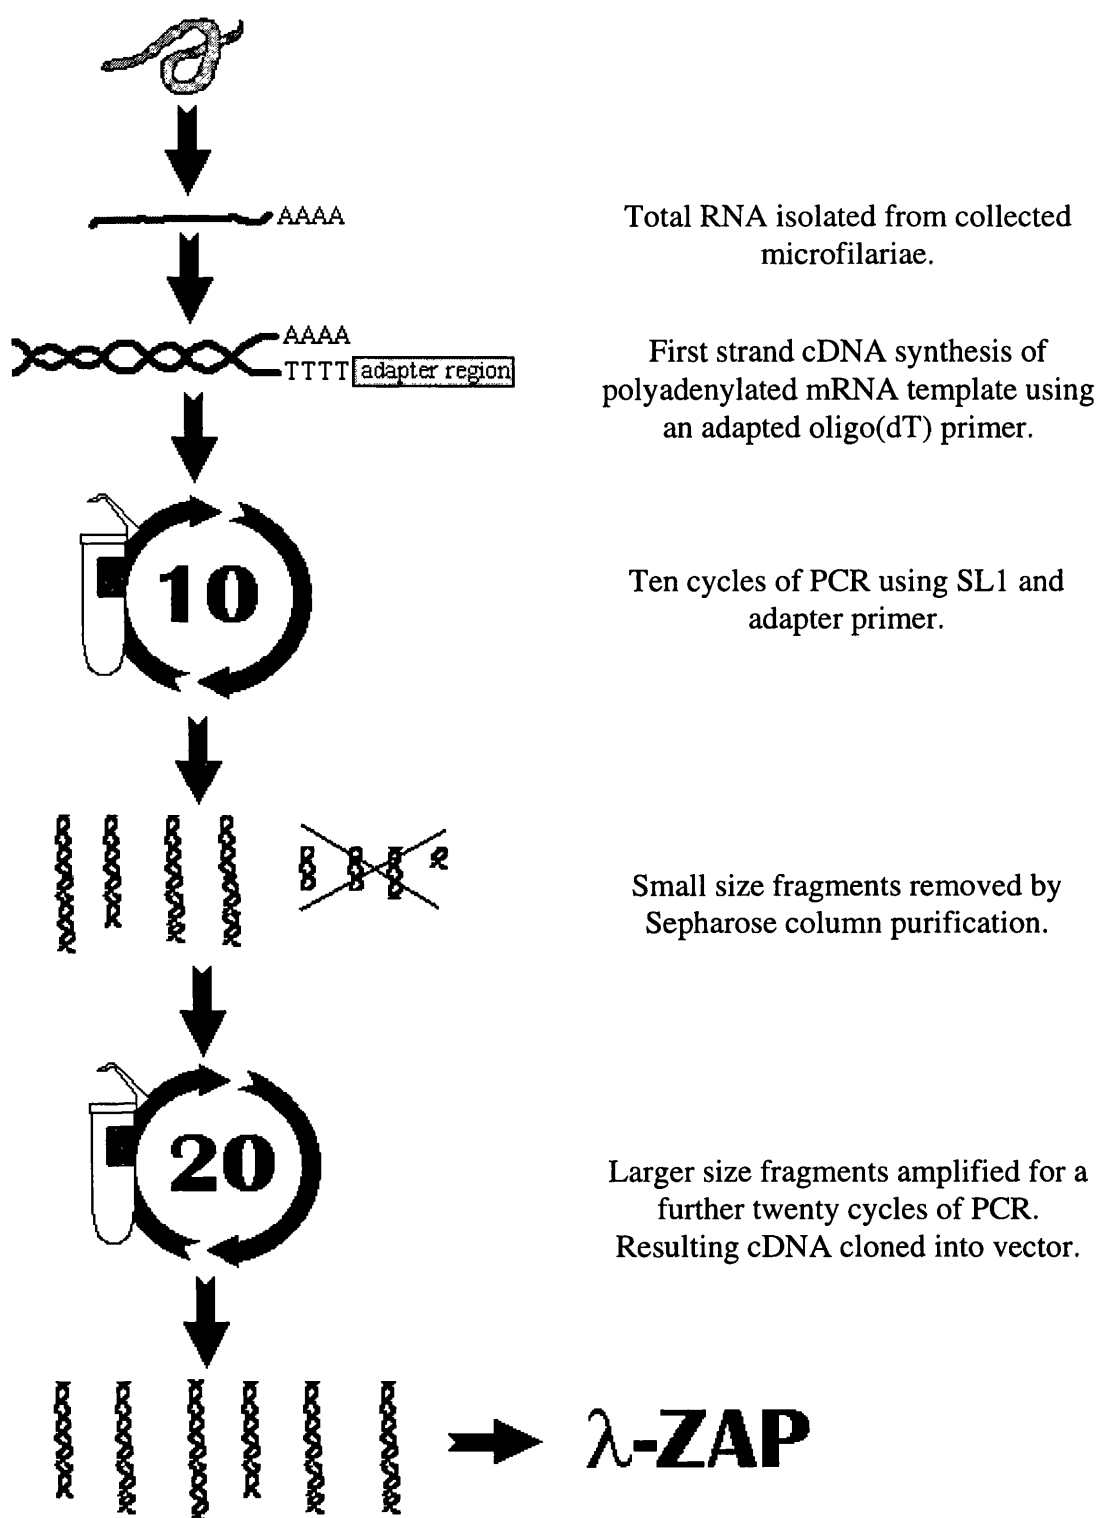 AAAA
Total RNA isolated from collected
microfilariae.
AAAA
TTTT adapter region
First strand cDNA synthesis of
polyadenylated mRNA template using
an adapted oligo(dT) primer.
10
Ten cycles of PCR using SL1 and
adapter primer.
Small size fragments removed by
Sepharose column purification.
20
Larger size fragments amplified for a
further twenty cycles of PCR.
Resulting cDNA cloned into vector.
λ-ZAP